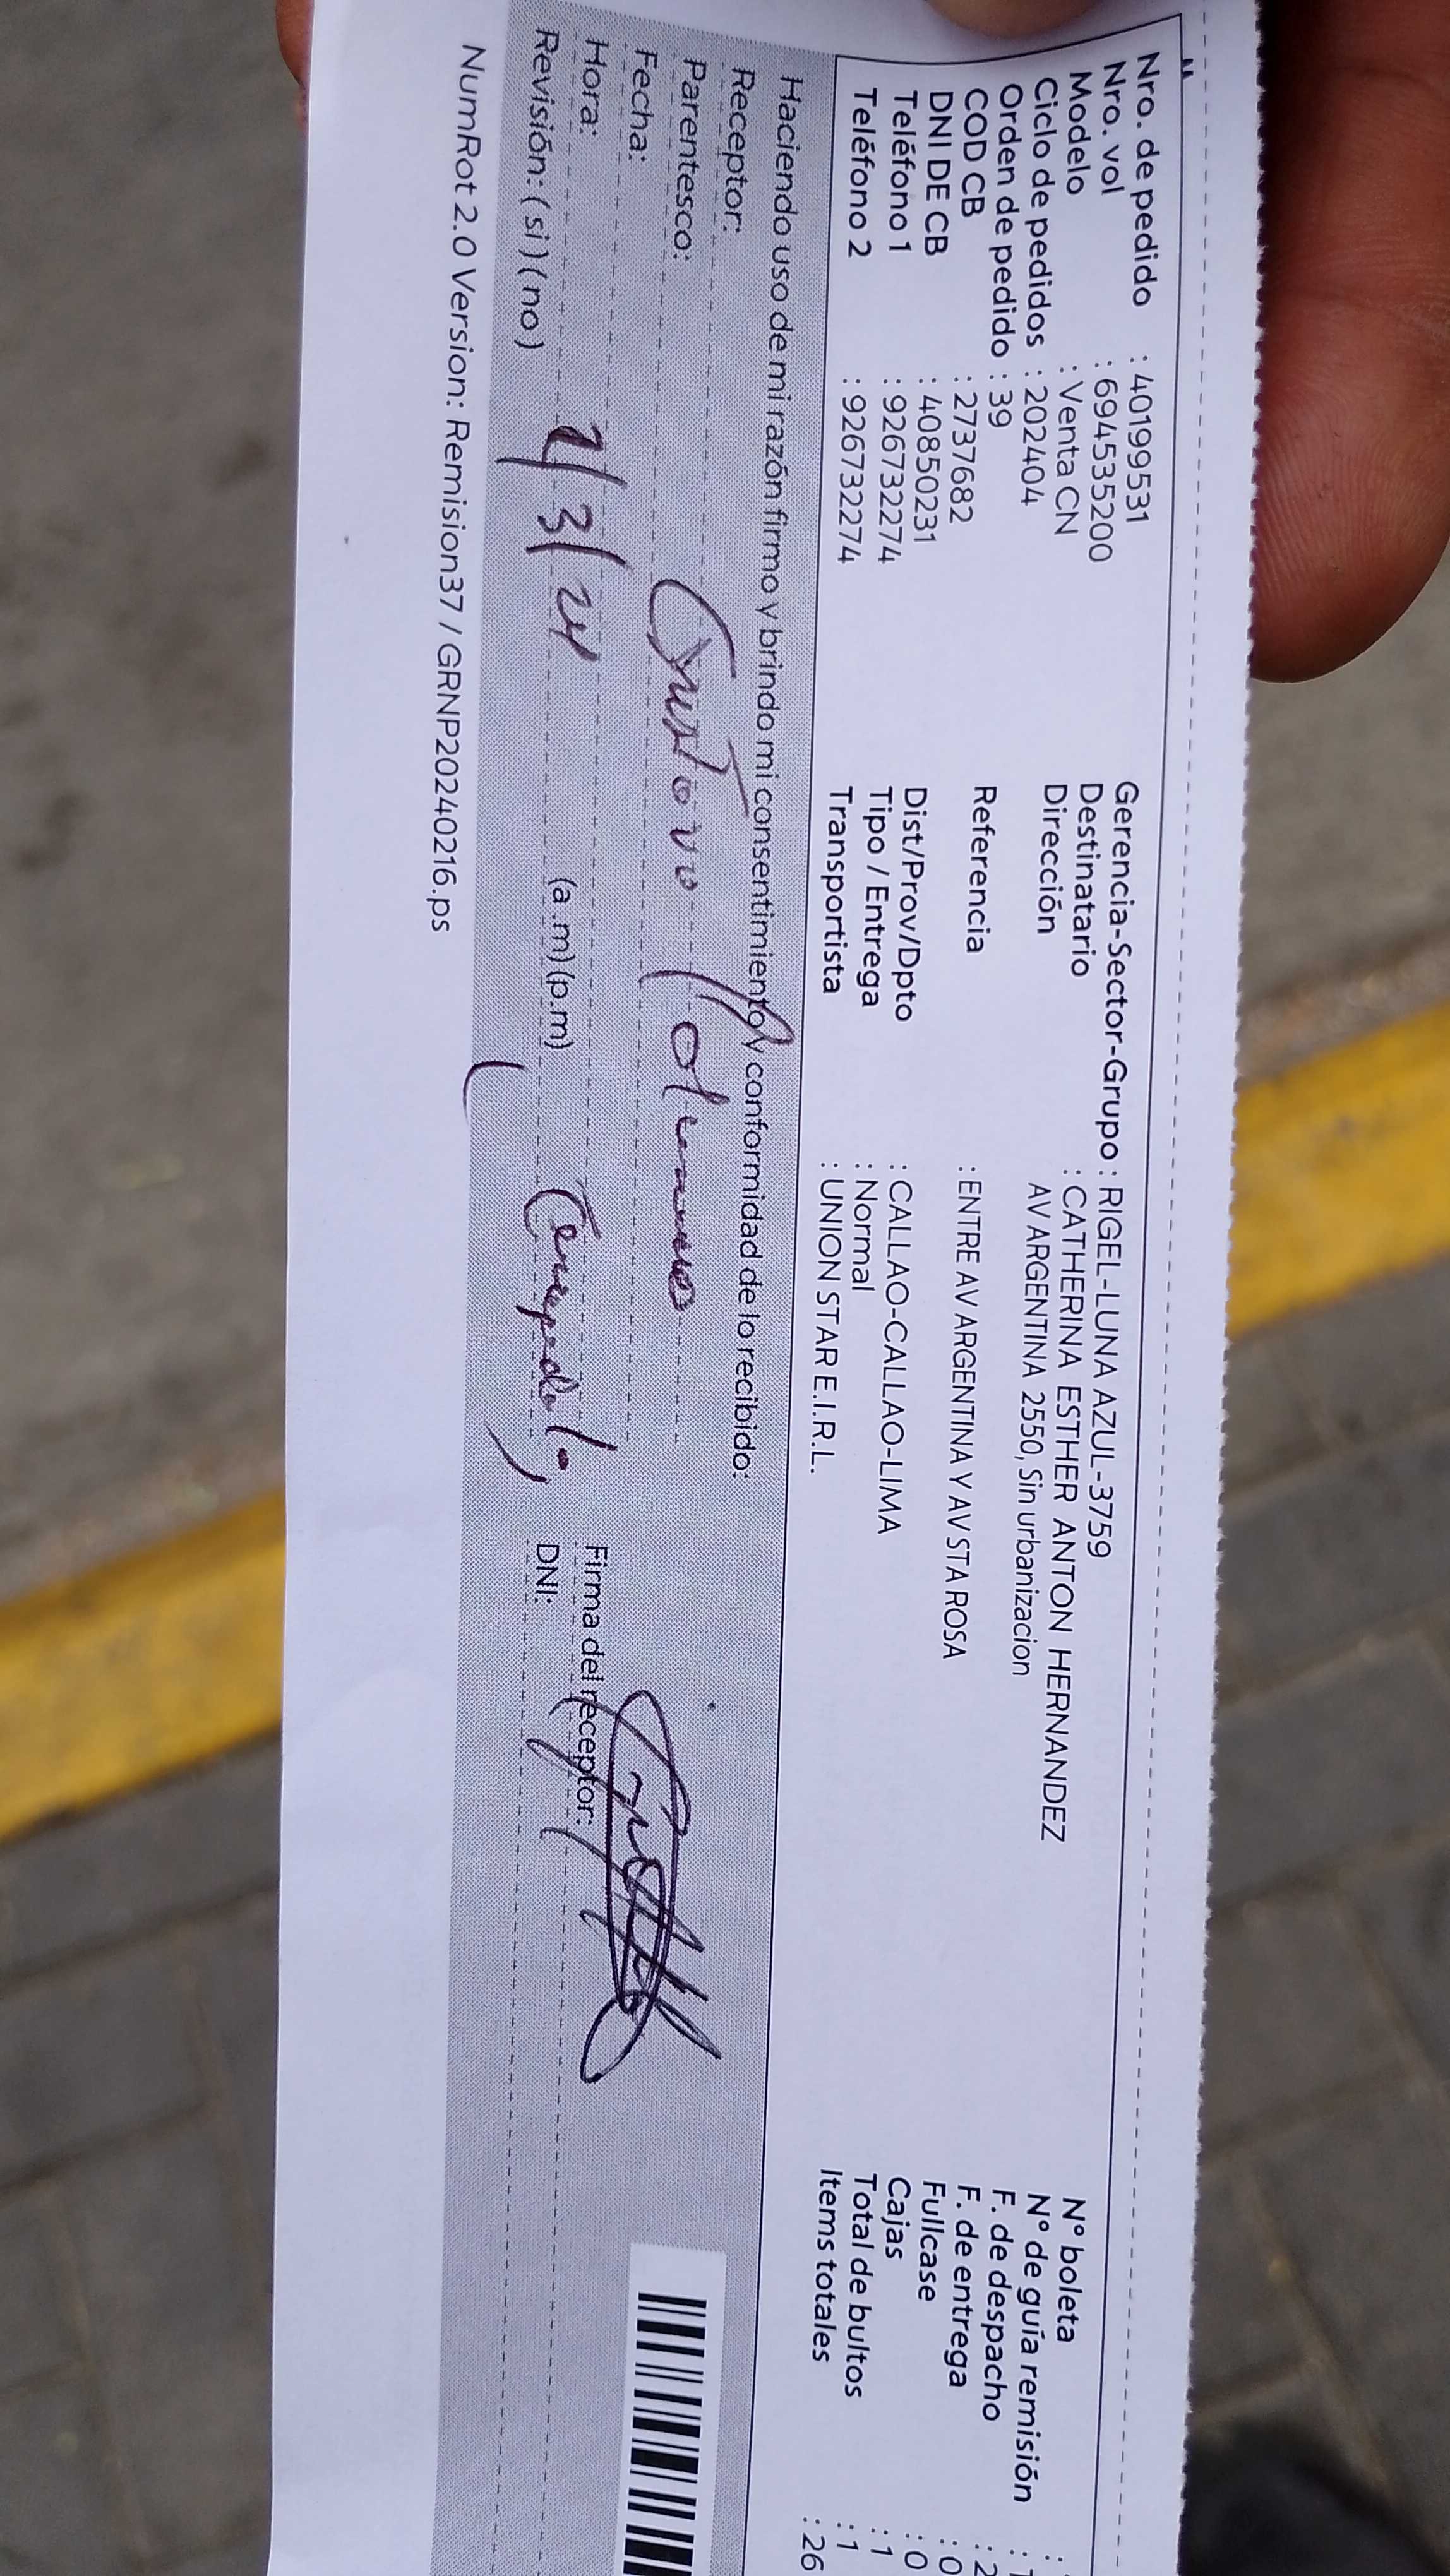 Nro. de pedido : 40199531
Nro. vol : 694535200
Modelo : Venta CN
Ciclo de pedidos : 202404
Orden de pedido : 39
COD CB : 2737682
DNI DE CB : 40850231
Teléfono 1 : 926732274
Teléfono 2 : 926732274
Gerencia-Sector-Grupo : RIGEL-LUNA AZUL-3759
Destinatario : CATHERINA ESTHER ANTON HERNANDEZ
Dirección AV ARGENTINA 2550, Sin urbanizacion
Referencia : ENTRE AV ARGENTINA Y AV STA ROSA
Dist/Prov/Dpto : CALLAO-CALLAO-LIMA
Tipo / Entrega : Normal
Transportista : UNION STAR E.I.R.L.
N° boleta :
N° de guía remisión :
F. de despacho : 2
F. de entrega : 0
Fullcase : 0
Cajas : 1
Total de bultos : 1
Items totales : 26
Haciendo uso de mi razón firmo y brindo mi consentimiento y conformidad de lo recibido:
Receptor:
Parentesco: Gustavo
Fecha:
Hora: (a.m) (p.m) Firma del receptor:
Revisión: ( si ) ( no ) /3/24 DNI:
NumRot 2.0 Version: Remision37 / GRNP20240216.ps